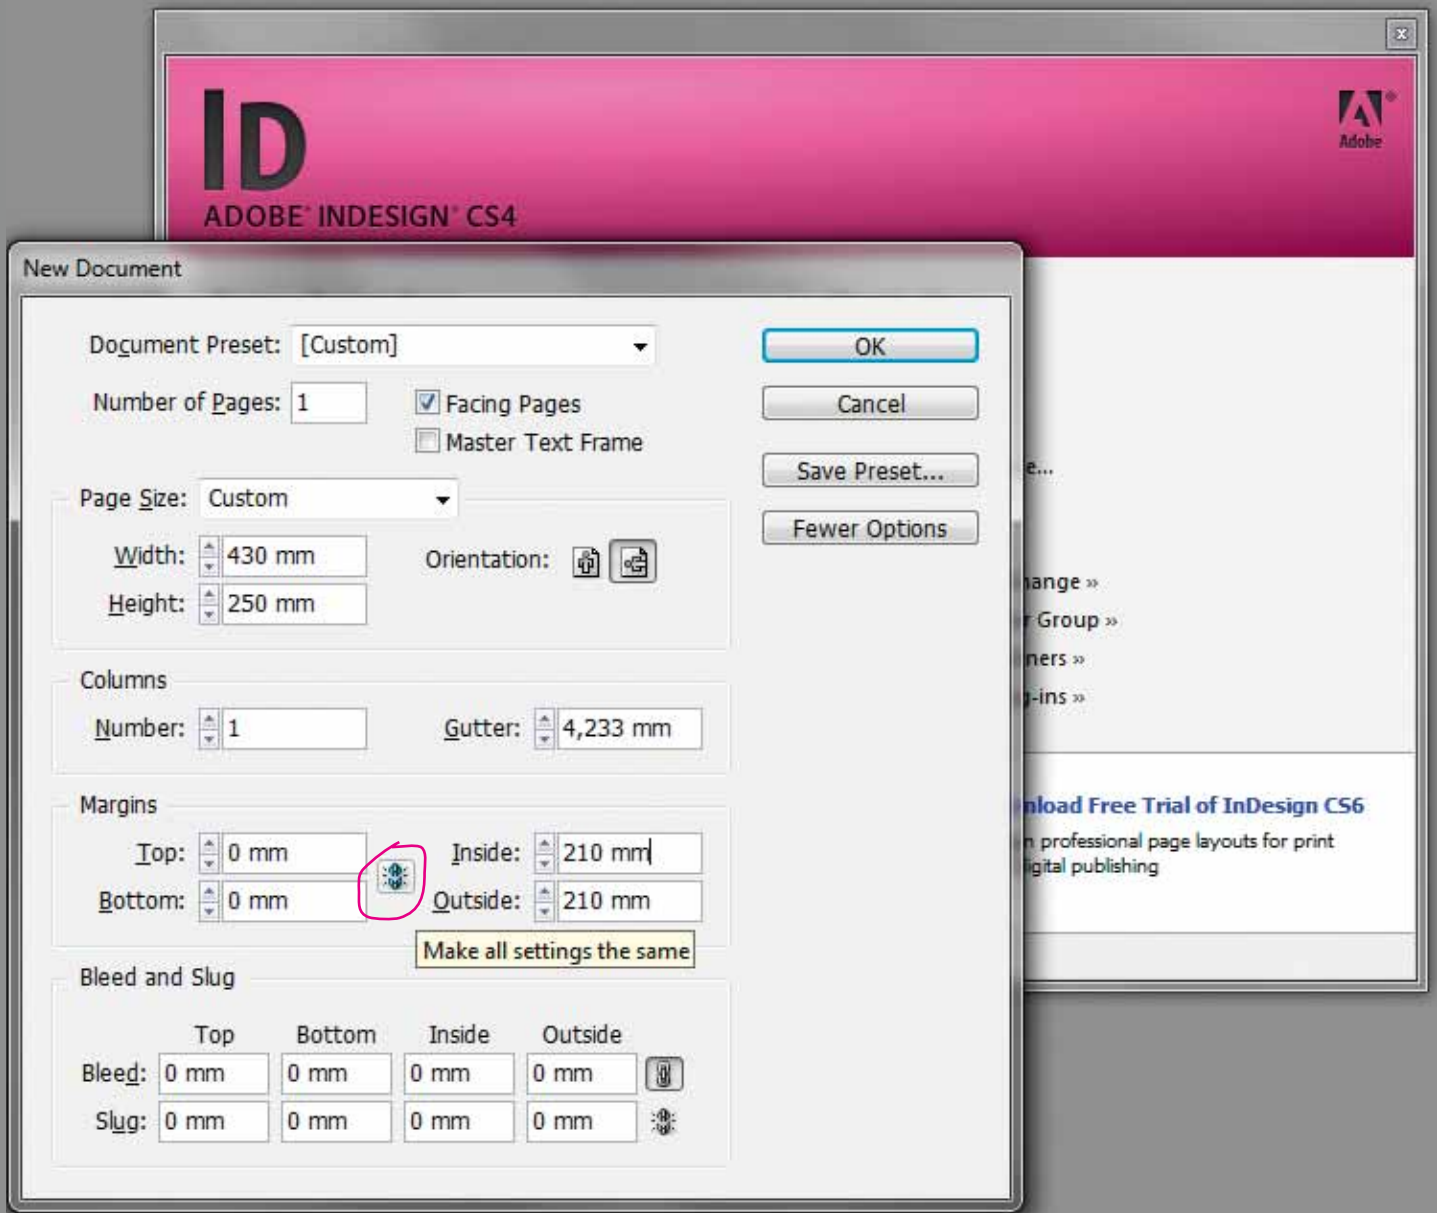 ID
ADOBE® INDESIGN® CS4
Adobe®
New Document
Document Preset: [Custom]
OK
Number of Pages: 1
Facing Pages
Cancel
Master Text Frame
Save Preset...
e...
Page Size: Custom
Fewer Options
Width: 430 mm
Orientation:
Height: 250 mm
ange »
r Group »
ners »
g-ins »
Columns
Number: 1
Gutter: 4,233 mm
Margins
Top: 0 mm
Inside: 210 mm
Bottom: 0 mm
Outside: 210 mm
nload Free Trial of InDesign CS6
n professional page layouts for print
igital publishing
Make all settings the same
Bleed and Slug
Top Bottom Inside Outside
Bleed: 0 mm 0 mm 0 mm 0 mm
Slug: 0 mm 0 mm 0 mm 0 mm